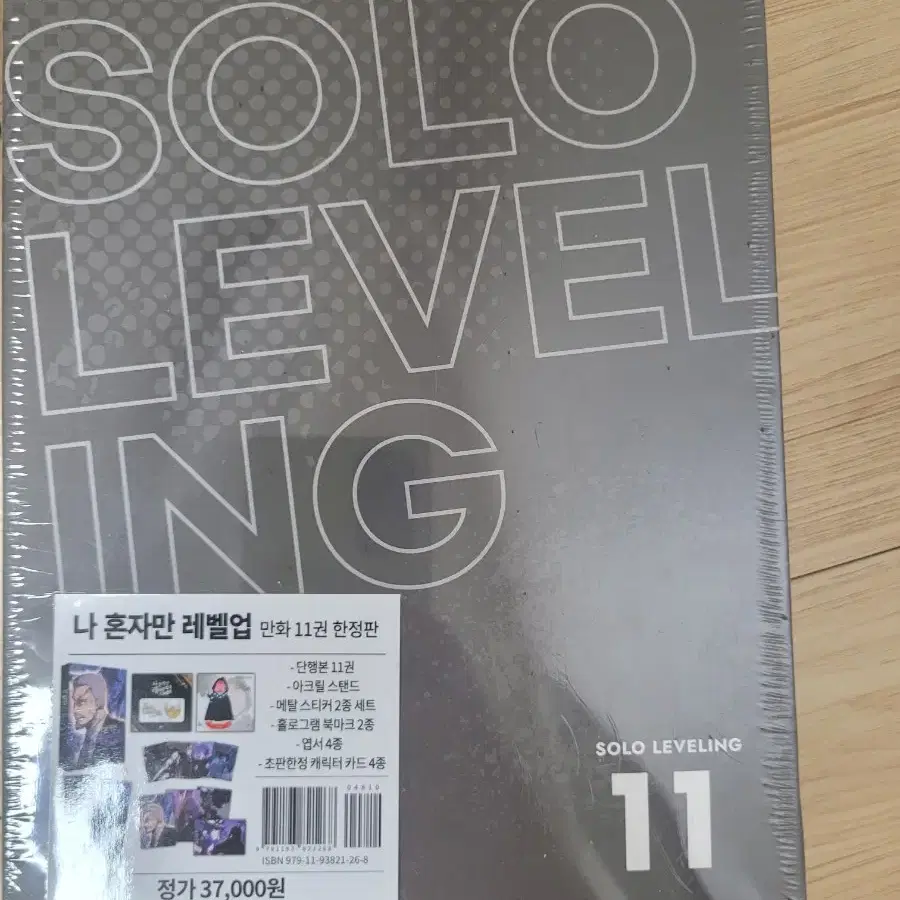 SOLO
LEVEL
ING
나 혼자만 레벨업 만화 11권 한정판
- 단행본 11권
- 아크릴 스탠드
- 메탈 스티커 2종 세트
- 홀로그램 북마크 2종
- 엽서 4종
- 초판한정 캐릭터 카드 4종
ISBN 979-11-93821-26-8
정가 37,000원
SOLO LEVELING
11